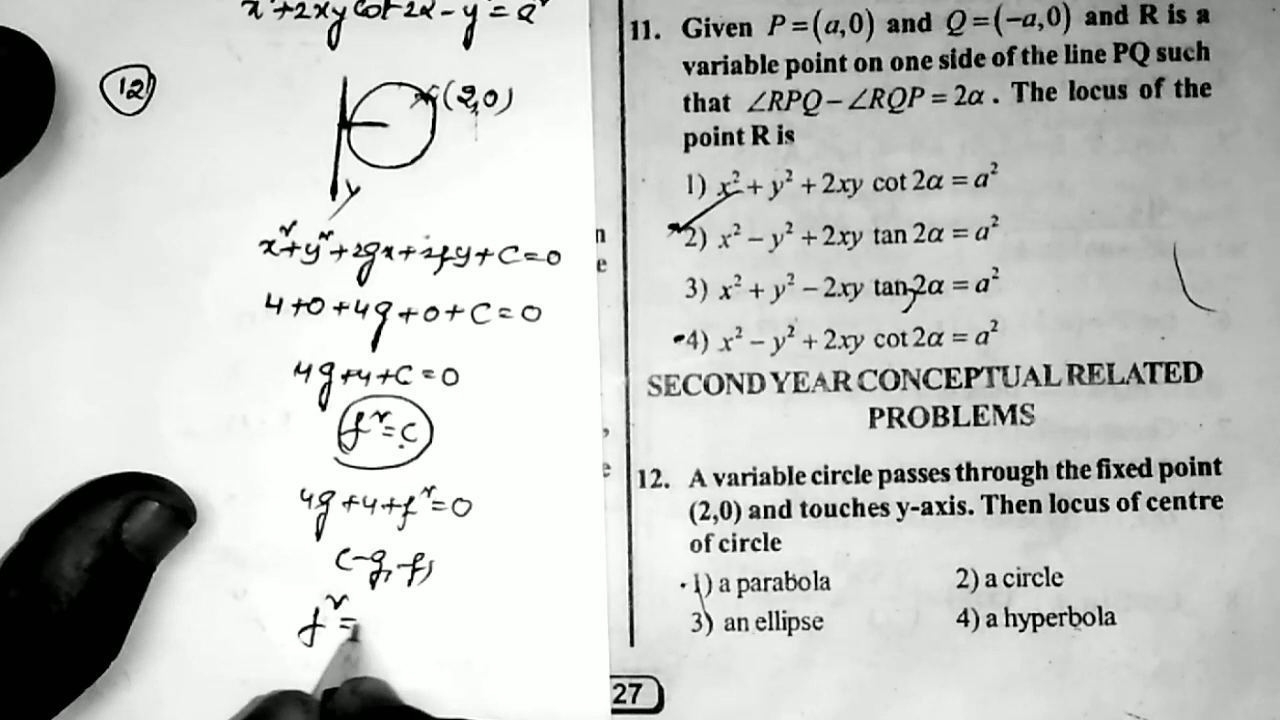 x²+2xy Cot 2α - y² = a²
12
(2,0)
y
x²+y²+2gx+2fy+C=0
4+0+4g+0+C=0
4g+4+C=0
f²=C
4g+4+f²=0
(-g,-f)
f²=
11. Given P=(a,0) and Q=(-a,0) and R is a
variable point on one side of the line PQ such
that ∠RPQ-∠RQP=2α. The locus of the
point R is
1) x²+y²+2xy cot 2α = a²
2) x²-y²+2xy tan 2α = a²
3) x²+y²-2xy tan 2α = a²
4) x²-y²+2xy cot 2α = a²
SECOND YEAR CONCEPTUAL RELATED
PROBLEMS
12. A variable circle passes through the fixed point
(2,0) and touches y-axis. Then locus of centre
of circle
1) a parabola 2) a circle
3) an ellipse 4) a hyperbola
27